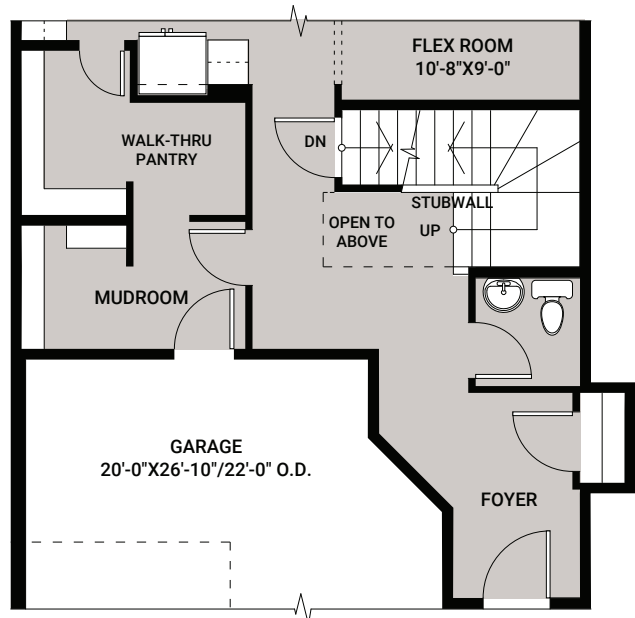 FLEX ROOM
10'-8"X9'-0"
WALK-THRU
PANTRY
DN
STUBWALL
OPEN TO
ABOVE
UP
MUDROOM
GARAGE
20'-0"X26'-10"/22'-0" O.D.
FOYER